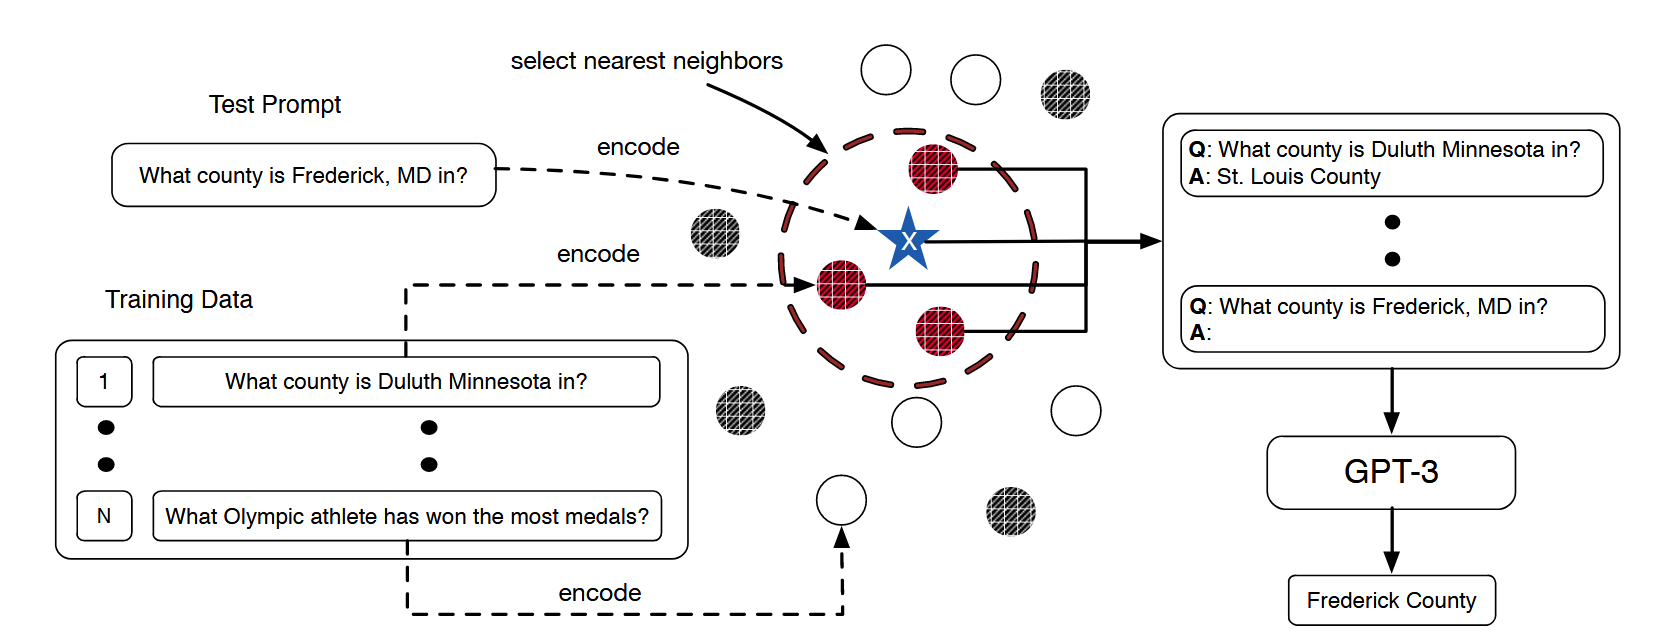 select nearest neighbors
Test Prompt
encode
What county is Frederick, MD in?
X
encode
Training Data
1
What county is Duluth Minnesota in?
N
What Olympic athlete has won the most medals?
encode
Q: What county is Duluth Minnesota in?
A: St. Louis County
Q: What county is Frederick, MD in?
A:
GPT-3
Frederick County